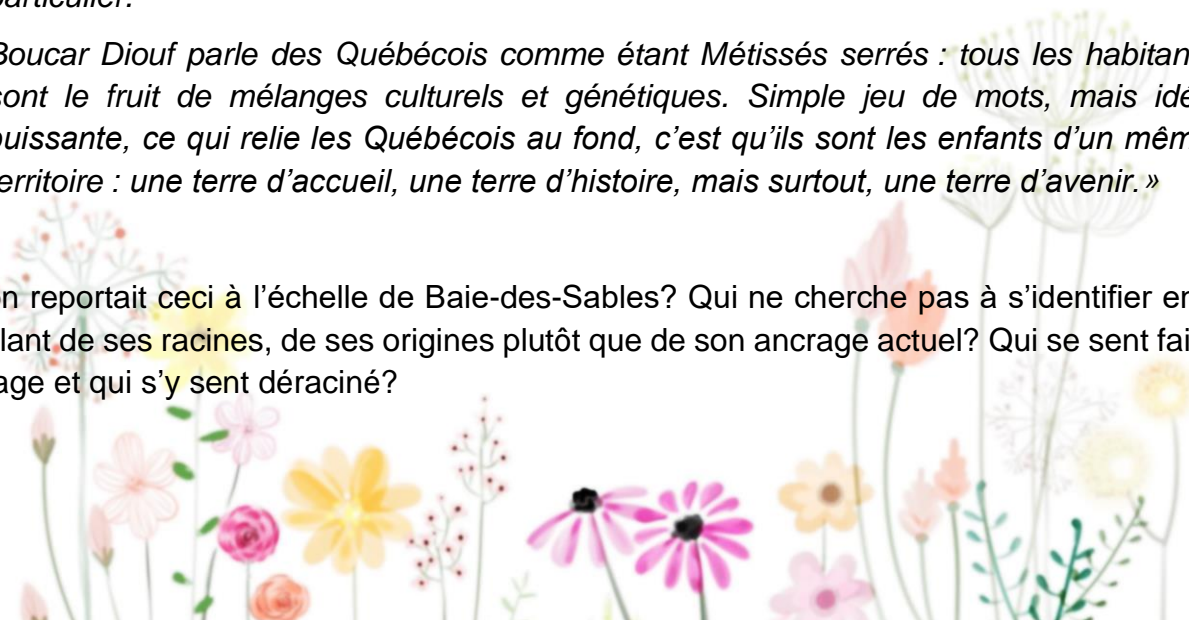 particulier.
Boucar Diouf parle des Québécois comme étant Métissés serrés : tous les habitan
sont le fruit de mélanges culturels et génétiques. Simple jeu de mots, mais idé
puissante, ce qui relie les Québécois au fond, c’est qu’ils sont les enfants d’un mêm
territoire : une terre d’accueil, une terre d’histoire, mais surtout, une terre d’avenir. »
on reportait ceci à l’échelle de Baie-des-Sables? Qui ne cherche pas à s’identifier en
lant de ses racines, de ses origines plutôt que de son ancrage actuel? Qui se sent fai
age et qui s’y sent déraciné?